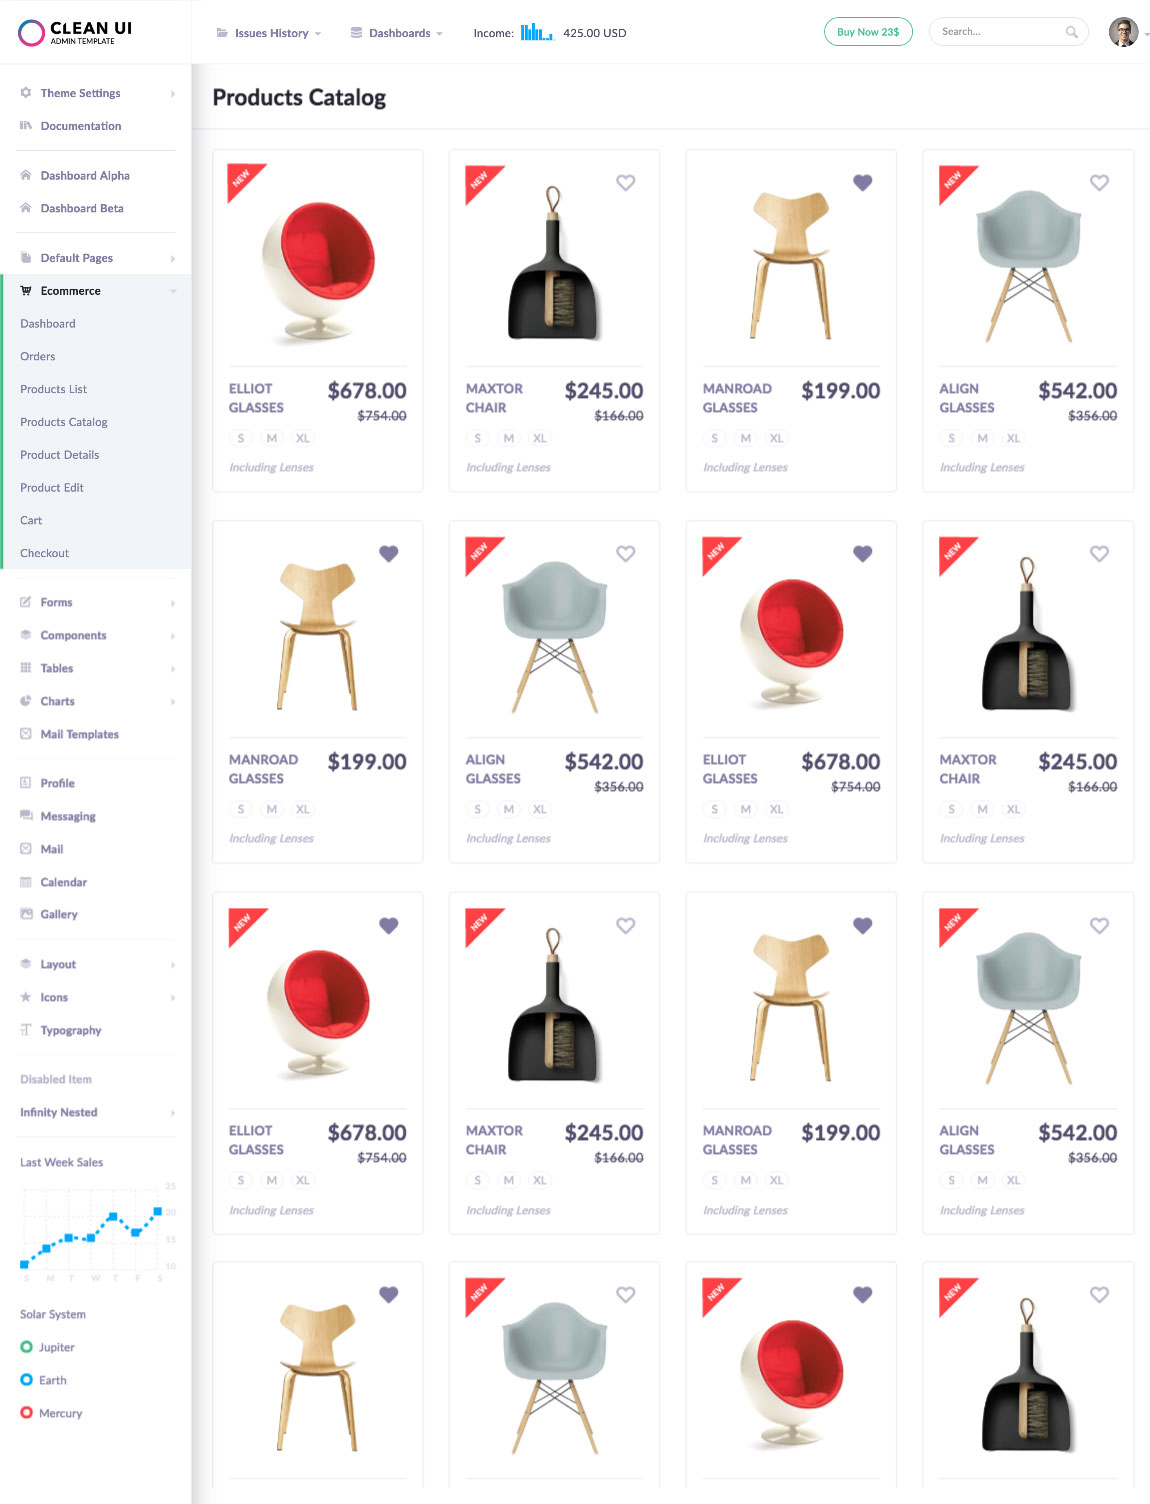 CLEAN UI
ADMIN TEMPLATE
Issues History
Dashboards
Income:
425.00 USD
Buy Now 23$
Search...
Theme Settings
Documentation
Dashboard Alpha
Dashboard Beta
Default Pages
Ecommerce
Dashboard
Orders
Products List
Products Catalog
Product Details
Product Edit
Cart
Checkout
Forms
Components
Tables
Charts
Mail Templates
Profile
Messaging
Mail
Calendar
Gallery
Layout
Icons
Typography
Disabled Item
Infinity Nested
Last Week Sales
25
20
15
10
S M T W T F S
Solar System
Jupiter
Earth
Mercury
Products Catalog
NEW
ELLIOT
GLASSES
$678.00
$754.00
S M XL
Including Lenses
NEW
MAXTOR
CHAIR
$245.00
$166.00
S M XL
Including Lenses
MANROAD
GLASSES
$199.00
S M XL
Including Lenses
NEW
ALIGN
GLASSES
$542.00
$356.00
S M XL
Including Lenses
MANROAD
GLASSES
$199.00
S M XL
Including Lenses
NEW
ALIGN
GLASSES
$542.00
$356.00
S M XL
Including Lenses
NEW
ELLIOT
GLASSES
$678.00
$754.00
S M XL
Including Lenses
NEW
MAXTOR
CHAIR
$245.00
$166.00
S M XL
Including Lenses
NEW
ELLIOT
GLASSES
$678.00
$754.00
S M XL
Including Lenses
NEW
MAXTOR
CHAIR
$245.00
$166.00
S M XL
Including Lenses
MANROAD
GLASSES
$199.00
S M XL
Including Lenses
NEW
ALIGN
GLASSES
$542.00
$356.00
S M XL
Including Lenses
NEW
NEW
NEW